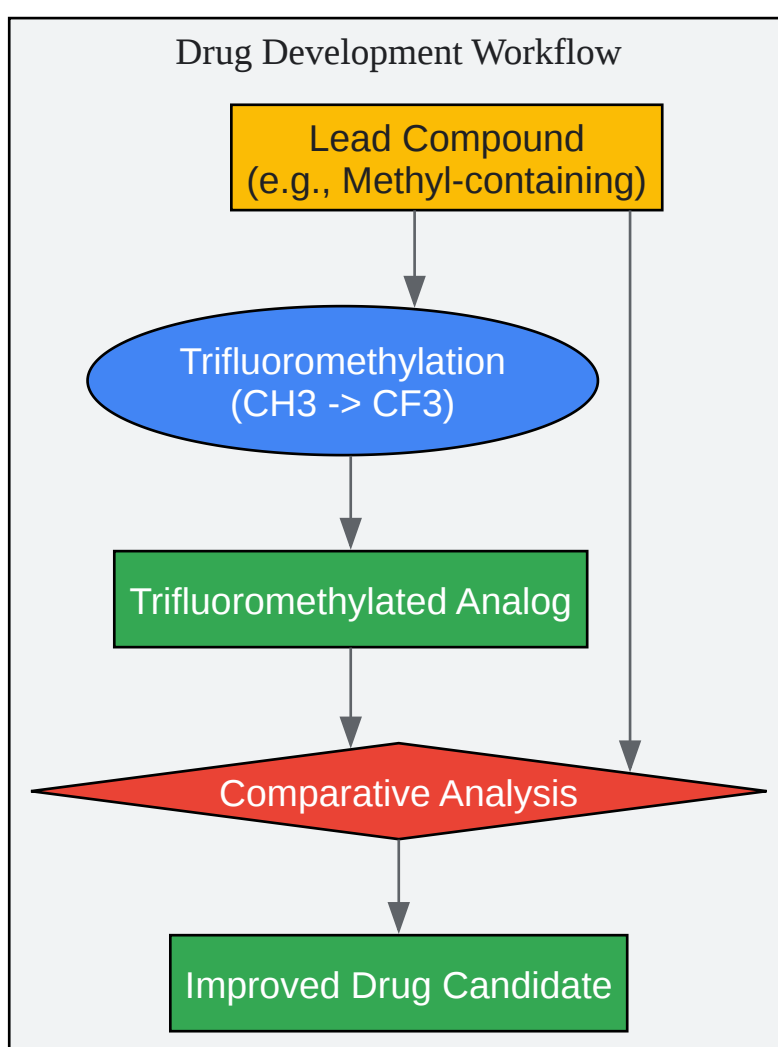 Drug Development Workflow
Lead Compound
(e.g., Methyl-containing)
Trifluoromethylation
(CH3 -> CF3)
Trifluoromethylated Analog
Comparative Analysis
Improved Drug Candidate